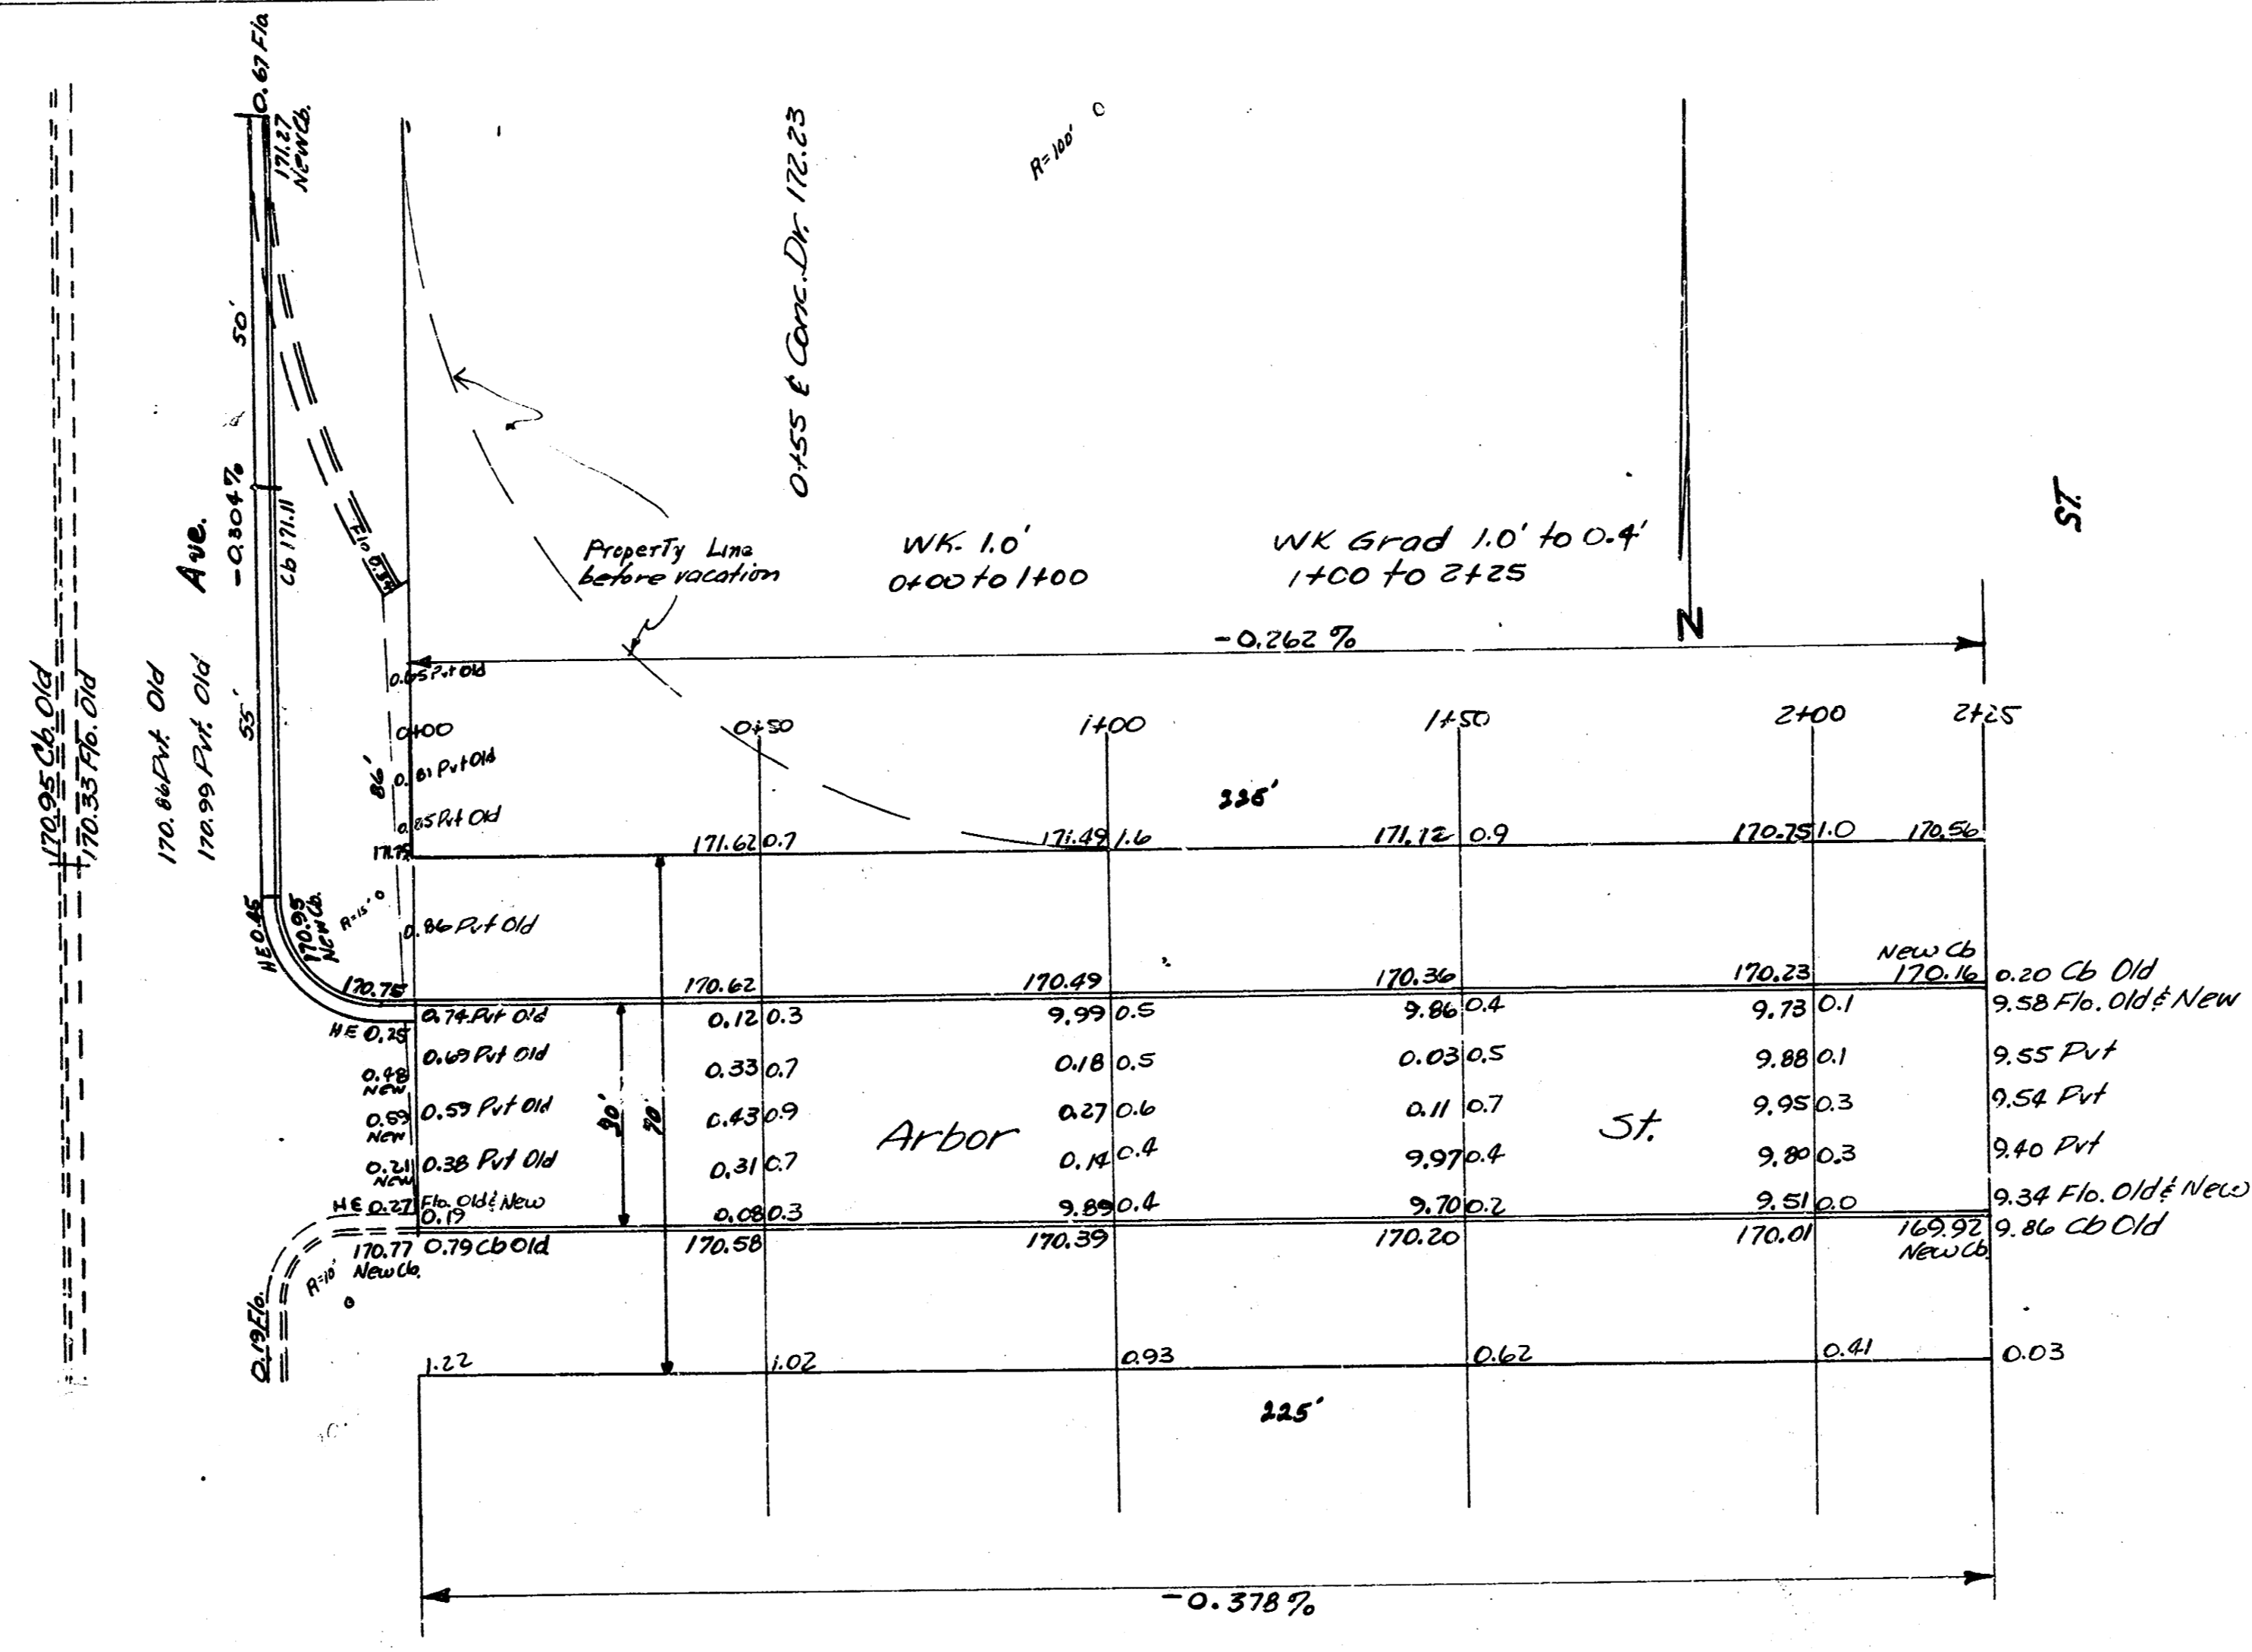 0.67 Flo.
171.27
New Cb.
50'
-0.304%
Ave.
Cb 171.11
55'
170.95 Cb. Old
170.33 Flo. Old
170.86 Pvt. Old
170.99 Pvt. Old
0+55 ₵ Conc. Dr. 172.23
R=100'
ST.
Property Line
before vacation
WK. 1.0'
0+00 to 1+00
WK Grad 1.0' to 0.4'
1+00 to 2+25
N
-0.262 %
Pvt Old
0+00
0+50
1+00
1+50
2+00
2+25
86'
0.81 Pvt Old
0.85 Pvt Old
225'
171.75
171.62 0.7
171.49 1.6
171.12 0.9
170.75 1.0
170.56
HE 0.45
170.95
New Cb.
R=15'
0.86 Pvt Old
170.75
170.62
170.49
170.36
170.23
New Cb
170.16
0.20 Cb Old
HE 0.25
0.74 Pvt Old
0.12 0.3
9.99 0.5
9.86 0.4
9.73 0.1
9.58 Flo. Old & New
0.48
New
0.69 Pvt Old
0.33 0.7
0.18 0.5
0.03 0.5
9.88 0.1
9.55 Pvt
0.59
New
0.59 Pvt Old
30'
70'
0.43 0.9
Arbor
0.27 0.6
0.11 0.7
St.
9.95 0.3
9.54 Pvt
0.21
New
0.38 Pvt Old
0.31 0.7
0.14 0.4
9.97 0.4
9.80 0.3
9.40 Pvt
HE 0.27
Flo. Old & New
0.19
0.08 0.3
9.89 0.4
9.70 0.2
9.51 0.0
9.34 Flo. Old & New
170.77
New Cb.
0.79 Cb Old
170.58
170.39
170.20
170.01
169.92
New Cb.
9.86 Cb Old
R=10'
0.19 Flo.
1.22
1.02
0.93
0.62
0.41
0.03
225'
-0.378 %